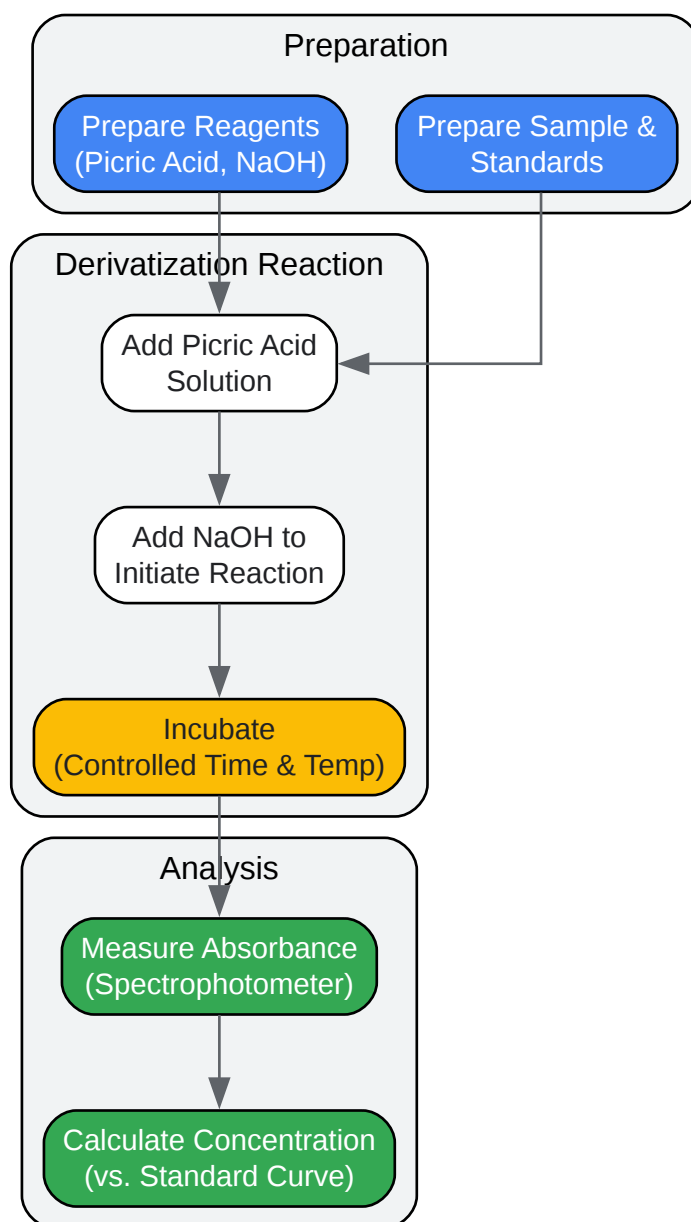 Preparation
Prepare Reagents
(Picric Acid, NaOH)
Prepare Sample &
Standards
Derivatization Reaction
Add Picric Acid
Solution
Add NaOH to
Initiate Reaction
Incubate
(Controlled Time & Temp)
Analysis
Measure Absorbance
(Spectrophotometer)
Calculate Concentration
(vs. Standard Curve)